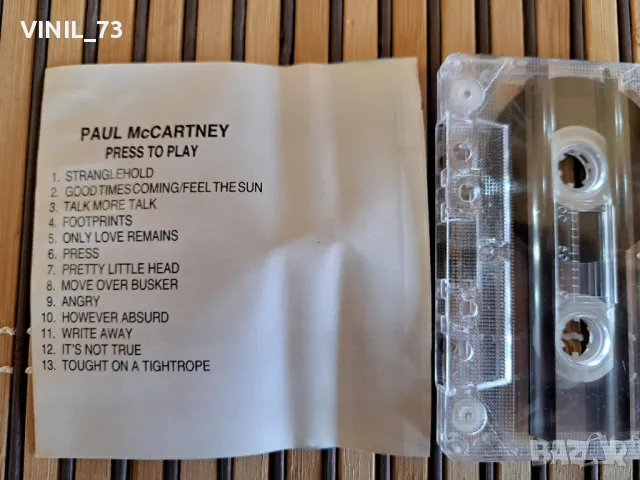 VINIL_73
PAUL McCARTNEY
PRESS TO PLAY
1. STRANGLEHOLD
2. GOOD TIMES COMING/FEEL THE SUN
3. TALK MORE TALK
4. FOOTPRINTS
5. ONLY LOVE REMAINS
6. PRESS
7. PRETTY LITTLE HEAD
8. MOVE OVER BUSKER
9. ANGRY
10. HOWEVER ABSURD
11. WRITE AWAY
12. IT'S NOT TRUE
13. TOUGHT ON A TIGHTROPE
BAZAR